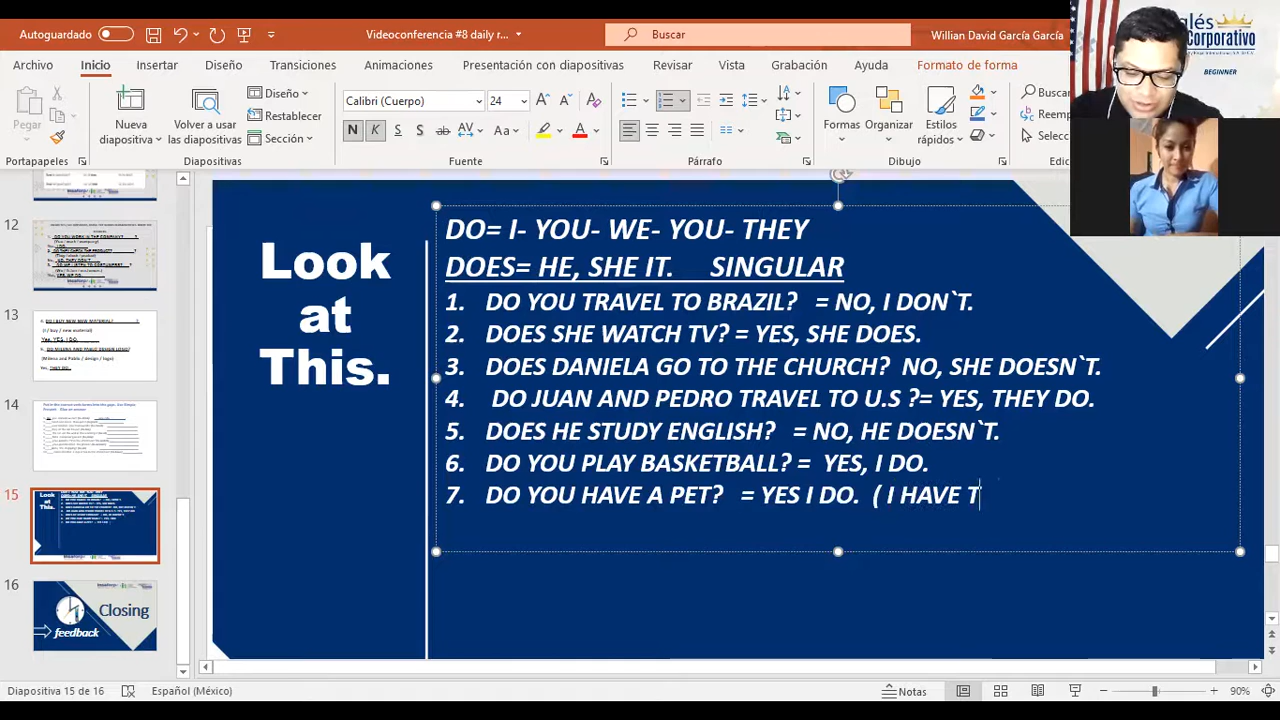 Autoguardado
Videoconferencia #8 daily r...
Buscar
Willian David García García
Inglés
Corporativo
BEGINNER
Archivo Inicio Insertar Diseño Transiciones Animaciones Presentación con diapositivas Revisar Vista Grabación Ayuda Formato de forma
Pegar
Nueva diapositiva
Volver a usar las diapositivas
Diseño
Restablecer
Sección
Calibri (Cuerpo) 24
N K S S ab AV Aa A
Formas
Organizar
Estilos rápidos
Buscar
Portapapeles
Diapositivas
Fuente
Párrafo
Dibujo
12
13
14
15
16
Closing
feedback
Look
at
This.
DO= I- YOU- WE- YOU- THEY
DOES= HE, SHE IT. SINGULAR
1. DO YOU TRAVEL TO BRAZIL? = NO, I DON`T.
2. DOES SHE WATCH TV? = YES, SHE DOES.
3. DOES DANIELA GO TO THE CHURCH? NO, SHE DOESN`T.
4. DO JUAN AND PEDRO TRAVEL TO U.S ?= YES, THEY DO.
5. DOES HE STUDY ENGLISH? = NO, HE DOESN`T.
6. DO YOU PLAY BASKETBALL? = YES, I DO.
7. DO YOU HAVE A PET? = YES I DO. ( I HAVE T
Diapositiva 15 de 16
Español (México)
Notas
90%